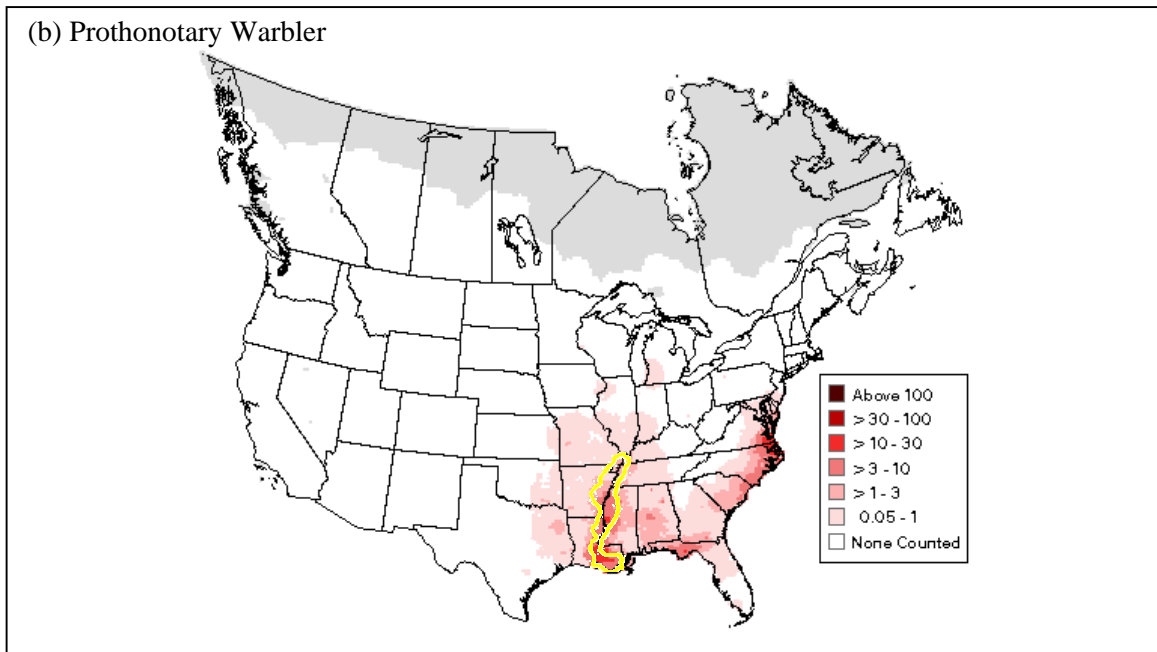 (b) Prothonotary Warbler
Above 100
>30 - 100
>10 - 30
>3 - 10
>1 - 3
0.05 - 1
None Counted